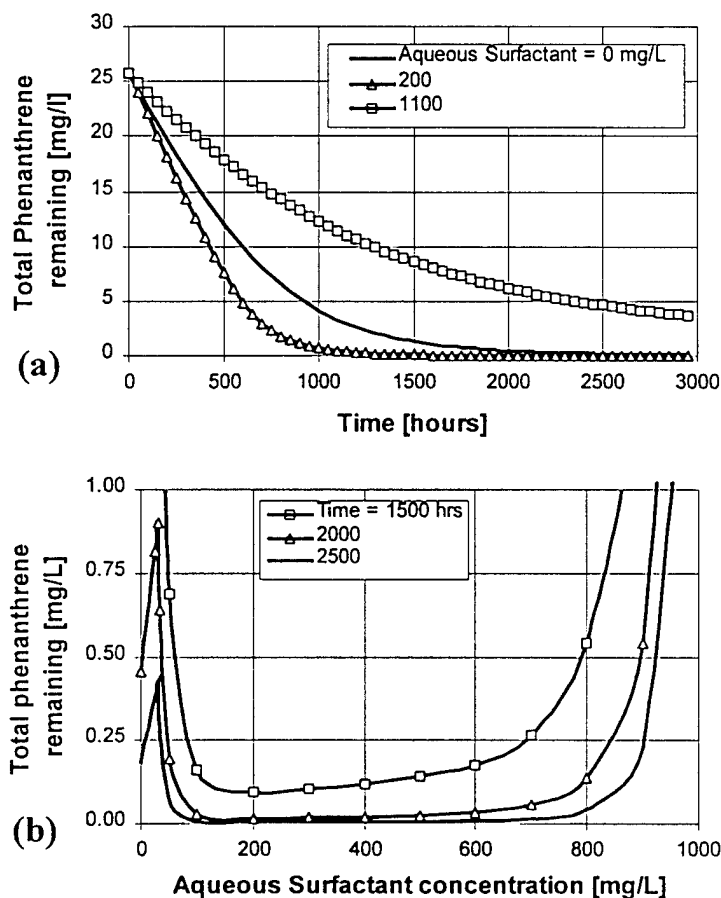 30
25
20
15
10
5
0
Total Phenanthrene
remaining [mg/l]
Aqueous Surfactant = 0 mg/L
200
1100
0
500
1000
1500
2000
2500
3000
Time [hours]
(a)
1.00
0.75
0.50
0.25
0.00
Total phenanthrene
remaining [mg/L]
Time = 1500 hrs
2000
2500
0
200
400
600
800
1000
Aqueous Surfactant concentration [mg/L]
(b)